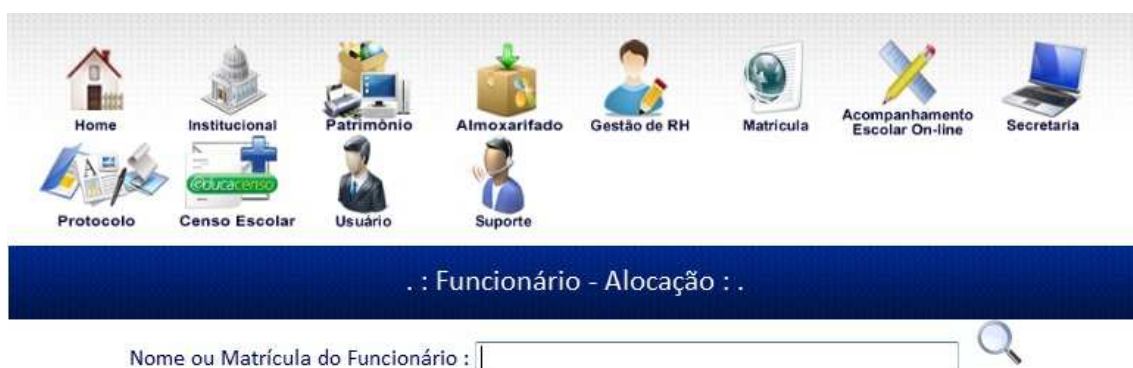 Home Institucional Patrimônio Almoxarifado Gestão de RH Matrícula Acompanhamento Escolar On-line Secretaria
Protocolo Censo Escolar Usuário Suporte
@ducacenso
. : Funcionário - Alocação : .
Nome ou Matrícula do Funcionário :